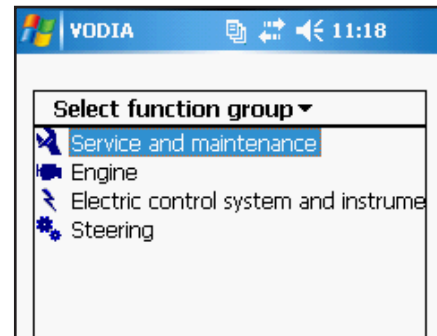 VODIA 11:18
Select function group
Service and maintenance
Engine
Electric control system and instrume
Steering